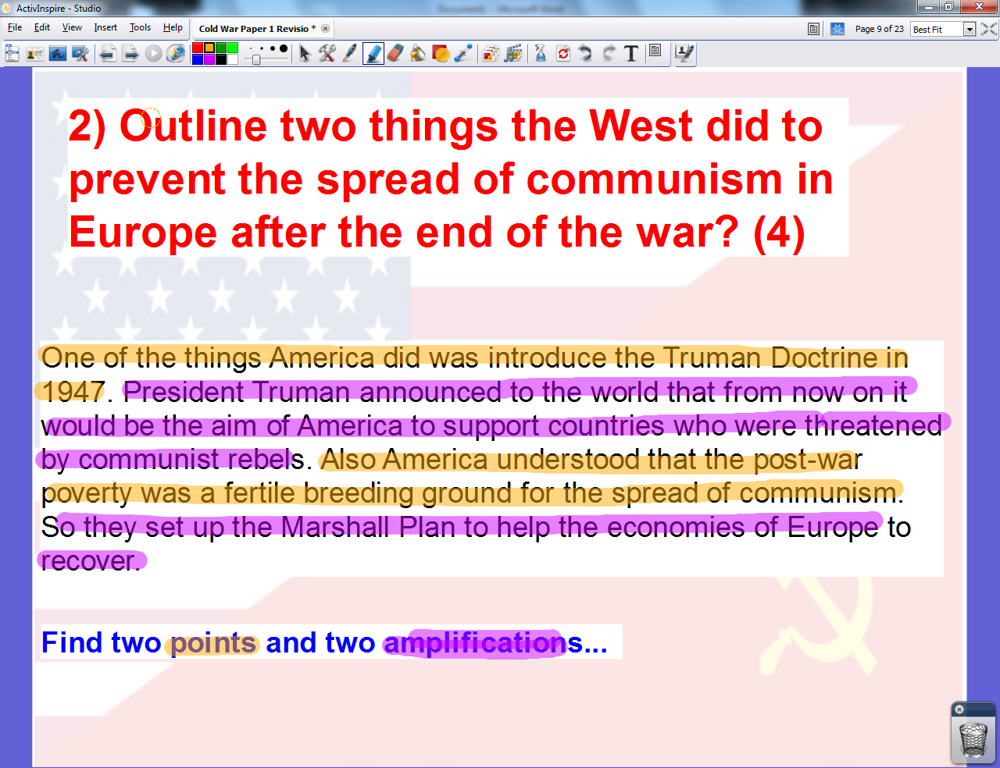 ActivInspire - Studio
File Edit View Insert Tools Help
Cold War Paper 1 Revisio *
Page 9 of 23
Best Fit
2) Outline two things the West did to
prevent the spread of communism in
Europe after the end of the war? (4)
One of the things America did was introduce the Truman Doctrine in
1947. President Truman announced to the world that from now on it
would be the aim of America to support countries who were threatened
by communist rebels. Also America understood that the post-war
poverty was a fertile breeding ground for the spread of communism.
So they set up the Marshall Plan to help the economies of Europe to
recover.
Find two points and two amplifications...